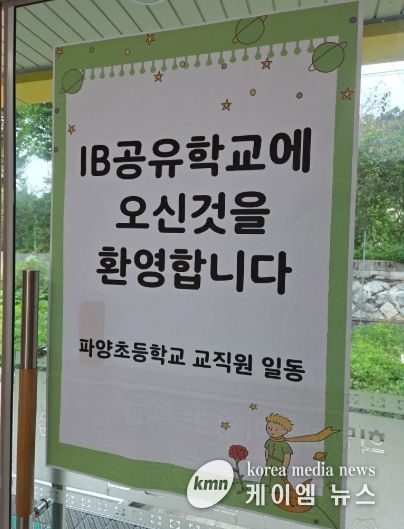 IB공유학교에
오신것을
환영합니다
파양초등학교 교직원 일동
kmn korea media news
케이엠 뉴스